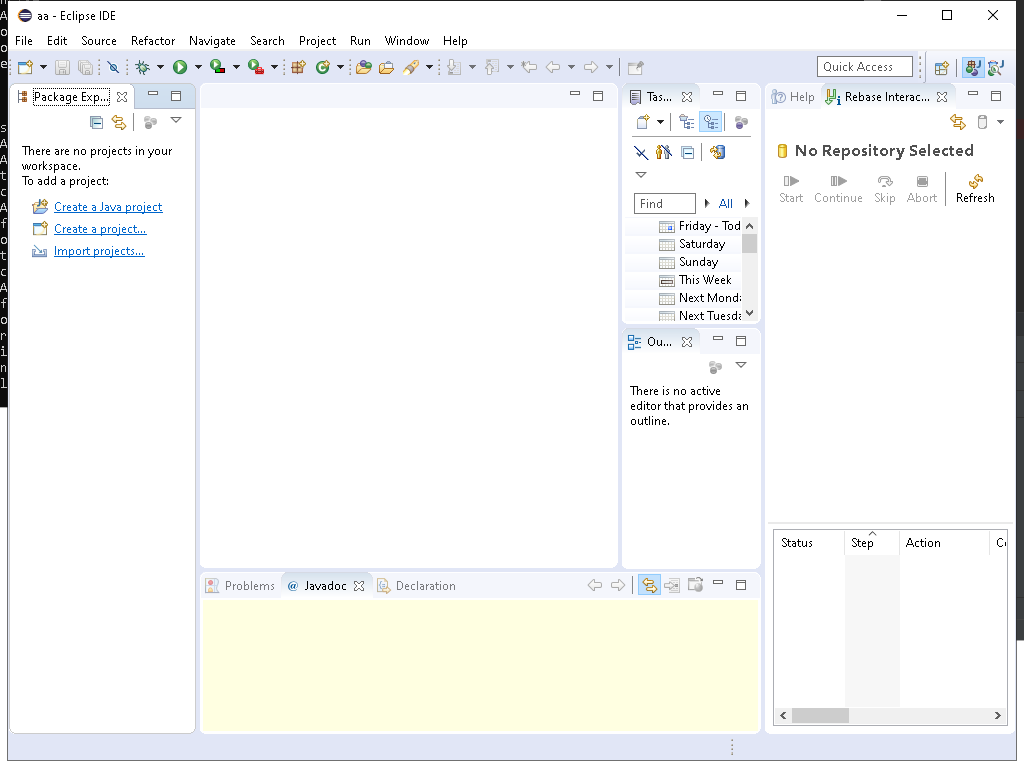 aa - Eclipse IDE
File Edit Source Refactor Navigate Search Project Run Window Help
Quick Access
Package Exp...
There are no projects in your
workspace.
To add a project:
Create a Java project
Create a project...
Import projects...
Tas...
Find
All
Friday - Tod
Saturday
Sunday
This Week
Next Monda
Next Tuesda
Ou...
There is no active
editor that provides an
outline.
Help
Rebase Interac...
No Repository Selected
Start Continue Skip Abort Refresh
Status Step Action
Problems @ Javadoc Declaration